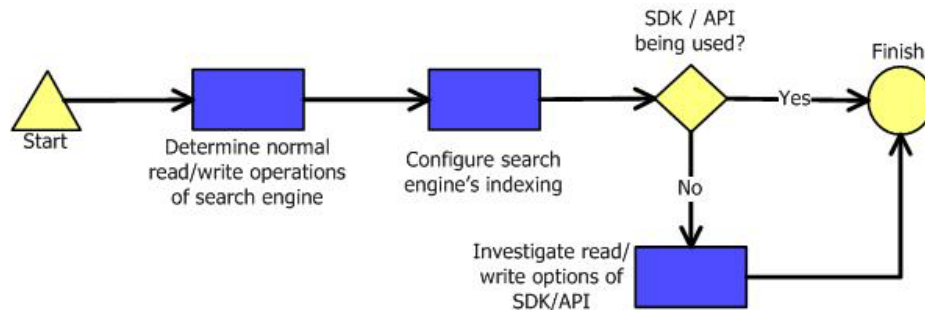 SDK / API
being used?
Finish
Start
Yes
Determine normal
read/write operations
of search engine
Configure search
engine's indexing
No
Investigate read/
write options of
SDK/API